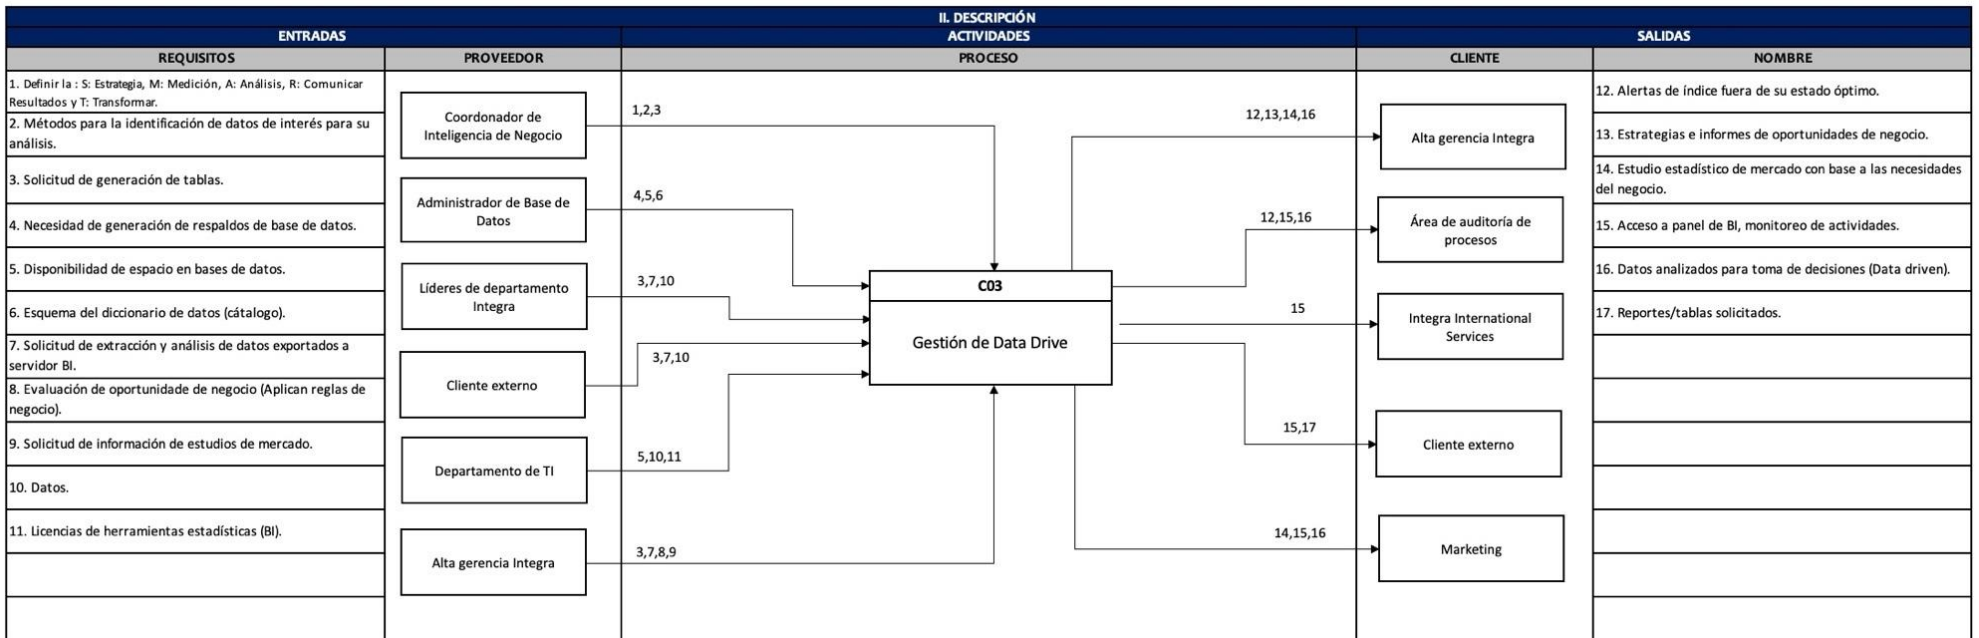 II. DESCRIPCIÓN
ENTRADAS
ACTIVIDADES
SALIDAS
REQUISITOS
PROVEEDOR
PROCESO
CLIENTE
NOMBRE
1. Definir la : S: Estrategia, M: Medición, A: Análisis, R: Comunicar
Resultados y T: Transformar.
2. Métodos para la identificación de datos de interés para su
análisis.
3. Solicitud de generación de tablas.
4. Necesidad de generación de respaldos de base de datos.
5. Disponibilidad de espacio en bases de datos.
6. Esquema del diccionario de datos (cátalogo).
7. Solicitud de extracción y análisis de datos exportados a
servidor BI.
8. Evaluación de oportunidade de negocio (Aplican reglas de
negocio).
9. Solicitud de información de estudios de mercado.
10. Datos.
11. Licencias de herramientas estadísticas (BI).
Coordonador de
Inteligencia de Negocio
Administrador de Base de
Datos
Líderes de departamento
Integra
Cliente externo
Departamento de TI
Alta gerencia Integra
1,2,3
4,5,6
3,7,10
3,7,10
5,10,11
3,7,8,9
C03
Gestión de Data Drive
12,13,14,16
12,15,16
15
15,17
14,15,16
Alta gerencia Integra
Área de auditoría de
procesos
Integra International
Services
Cliente externo
Marketing
12. Alertas de índice fuera de su estado óptimo.
13. Estrategias e informes de oportunidades de negocio.
14. Estudio estadístico de mercado con base a las necesidades
del negocio.
15. Acceso a panel de BI, monitoreo de actividades.
16. Datos analizados para toma de decisiones (Data driven).
17. Reportes/tablas solicitados.